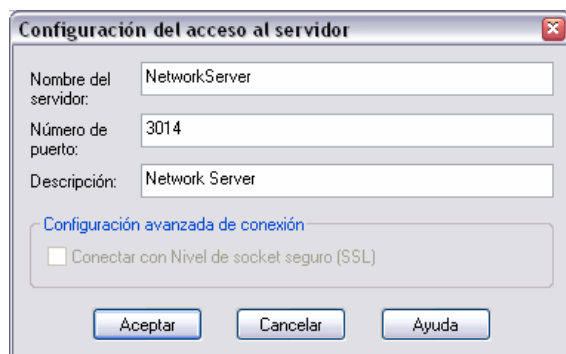 Configuración del acceso al servidor
Nombre del
servidor:
NetworkServer
Número de
puerto:
3014
Descripción:
Network Server
Configuración avanzada de conexión
Conectar con Nivel de socket seguro (SSL)
Aceptar
Cancelar
Ayuda